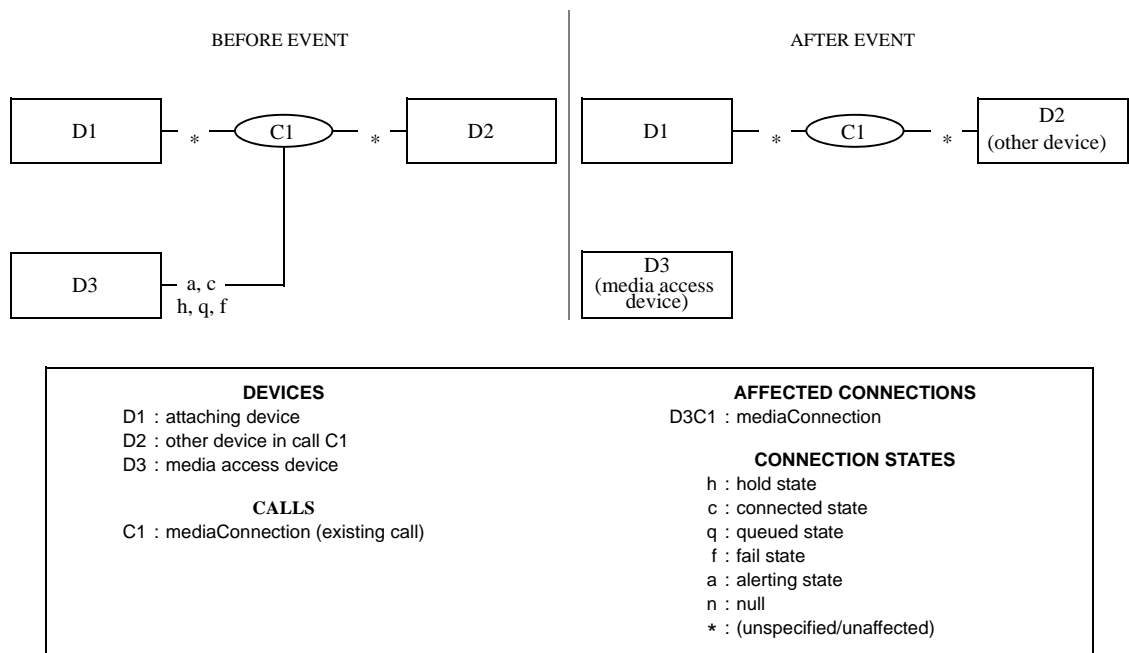 BEFORE EVENT
AFTER EVENT
D1
*
C1
*
D2
D1
*
C1
*
D2
(other device)
D3
a, c
h, q, f
D3
(media access
device)
DEVICES
D1 : attaching device
D2 : other device in call C1
D3 : media access device
CALLS
C1 : mediaConnection (existing call)
AFFECTED CONNECTIONS
D3C1 : mediaConnection
CONNECTION STATES
h : hold state
c : connected state
q : queued state
f : fail state
a : alerting state
n : null
* : (unspecified/unaffected)